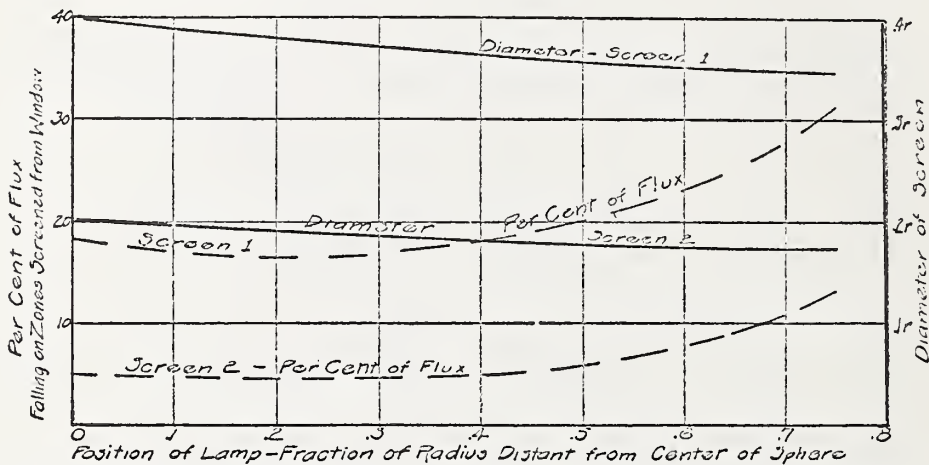 40
30
20
10
0
.1
.2
.3
.4
.5
.6
.7
.8
.4r
.3r
.2r
.1r
Per Cent of Flux
Falling on Zones Screened from Window
Diameter of Screen
Diameter - Screen 1
Per Cent of Flux
Screen 1
Diameter
Screen 2
Screen 2 - Per Cent of Flux
Position of Lamp-Fraction of Radius Distant from Center of Sphere